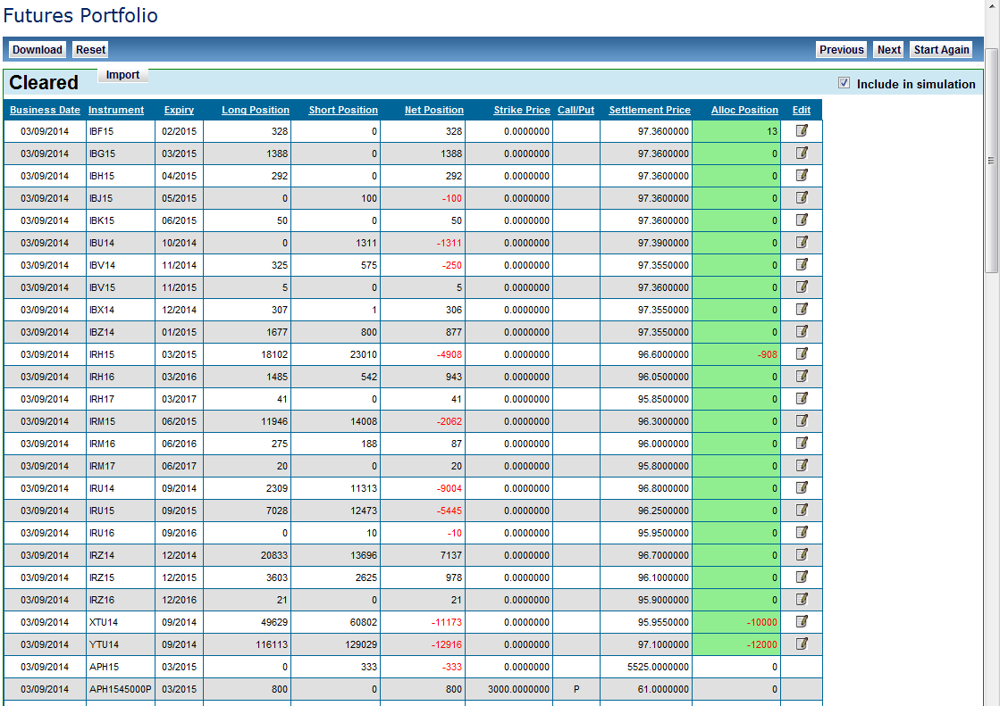 Futures Portfolio
Download Reset Previous Next Start Again
Cleared Import Include in simulation
Business Date Instrument Expiry Long Position Short Position Net Position Strike Price Call/Put Settlement Price Alloc Position Edit
03/09/2014 IBF15 02/2015 328 0 328 0.0000000 97.3600000 13
03/09/2014 IBG15 03/2015 1388 0 1388 0.0000000 97.3600000 0
03/09/2014 IBH15 04/2015 292 0 292 0.0000000 97.3600000 0
03/09/2014 IBJ15 05/2015 0 100 -100 0.0000000 97.3600000 0
03/09/2014 IBK15 06/2015 50 0 50 0.0000000 97.3600000 0
03/09/2014 IBU14 10/2014 0 1311 -1311 0.0000000 97.3900000 0
03/09/2014 IBV14 11/2014 325 575 -250 0.0000000 97.3550000 0
03/09/2014 IBV15 11/2015 5 0 5 0.0000000 97.3600000 0
03/09/2014 IBX14 12/2014 307 1 306 0.0000000 97.3550000 0
03/09/2014 IBZ14 01/2015 1677 800 877 0.0000000 97.3550000 0
03/09/2014 IRH15 03/2015 18102 23010 -4908 0.0000000 96.6000000 -908
03/09/2014 IRH16 03/2016 1485 542 943 0.0000000 96.0500000 0
03/09/2014 IRH17 03/2017 41 0 41 0.0000000 95.8500000 0
03/09/2014 IRM15 06/2015 11946 14008 -2062 0.0000000 96.3000000 0
03/09/2014 IRM16 06/2016 275 188 87 0.0000000 96.0000000 0
03/09/2014 IRM17 06/2017 20 0 20 0.0000000 95.8000000 0
03/09/2014 IRU14 09/2014 2309 11313 -9004 0.0000000 96.8000000 0
03/09/2014 IRU15 09/2015 7028 12473 -5445 0.0000000 96.2500000 0
03/09/2014 IRU16 09/2016 0 10 -10 0.0000000 95.9500000 0
03/09/2014 IRZ14 12/2014 20833 13696 7137 0.0000000 96.7000000 0
03/09/2014 IRZ15 12/2015 3603 2625 978 0.0000000 96.1000000 0
03/09/2014 IRZ16 12/2016 21 0 21 0.0000000 95.9000000 0
03/09/2014 XTU14 09/2014 49629 60802 -11173 0.0000000 95.9550000 -10000
03/09/2014 YTU14 09/2014 116113 129029 -12916 0.0000000 97.1000000 -12000
03/09/2014 APH15 03/2015 0 333 -333 0.0000000 5525.0000000 0
03/09/2014 APH1545000P 03/2015 800 0 800 3000.0000000 P 61.0000000 0